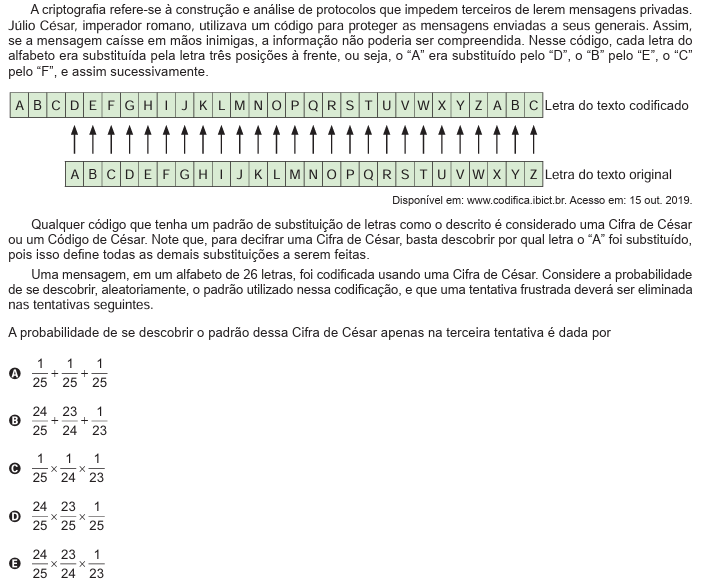 A criptografia refere-se à construção e análise de protocolos que impedem terceiros de lerem mensagens privadas.
Júlio César, imperador romano, utilizava um código para proteger as mensagens enviadas a seus generais. Assim,
se a mensagem caísse em mãos inimigas, a informação não poderia ser compreendida. Nesse código, cada letra do
alfabeto era substituída pela letra três posições à frente, ou seja, o “A” era substituído pelo “D”, o “B” pelo “E”, o “C”
pelo “F”, e assim sucessivamente.
A B C D E F G H I J K L M N O P Q R S T U V W X Y Z A B C Letra do texto codificado
A B C D E F G H I J K L M N O P Q R S T U V W X Y Z Letra do texto original
Disponível em: www.codifica.ibict.br. Acesso em: 15 out. 2019.
Qualquer código que tenha um padrão de substituição de letras como o descrito é considerado uma Cifra de César
ou um Código de César. Note que, para decifrar uma Cifra de César, basta descobrir por qual letra o “A” foi substituído,
pois isso define todas as demais substituições a serem feitas.
Uma mensagem, em um alfabeto de 26 letras, foi codificada usando uma Cifra de César. Considere a probabilidade
de se descobrir, aleatoriamente, o padrão utilizado nessa codificação, e que uma tentativa frustrada deverá ser eliminada
nas tentativas seguintes.
A probabilidade de se descobrir o padrão dessa Cifra de César apenas na terceira tentativa é dada por
A 1/25 + 1/25 + 1/25
B 24/25 + 23/24 + 1/23
C 1/25 × 1/24 × 1/23
D 24/25 × 23/25 × 1/25
E 24/25 × 23/24 × 1/23